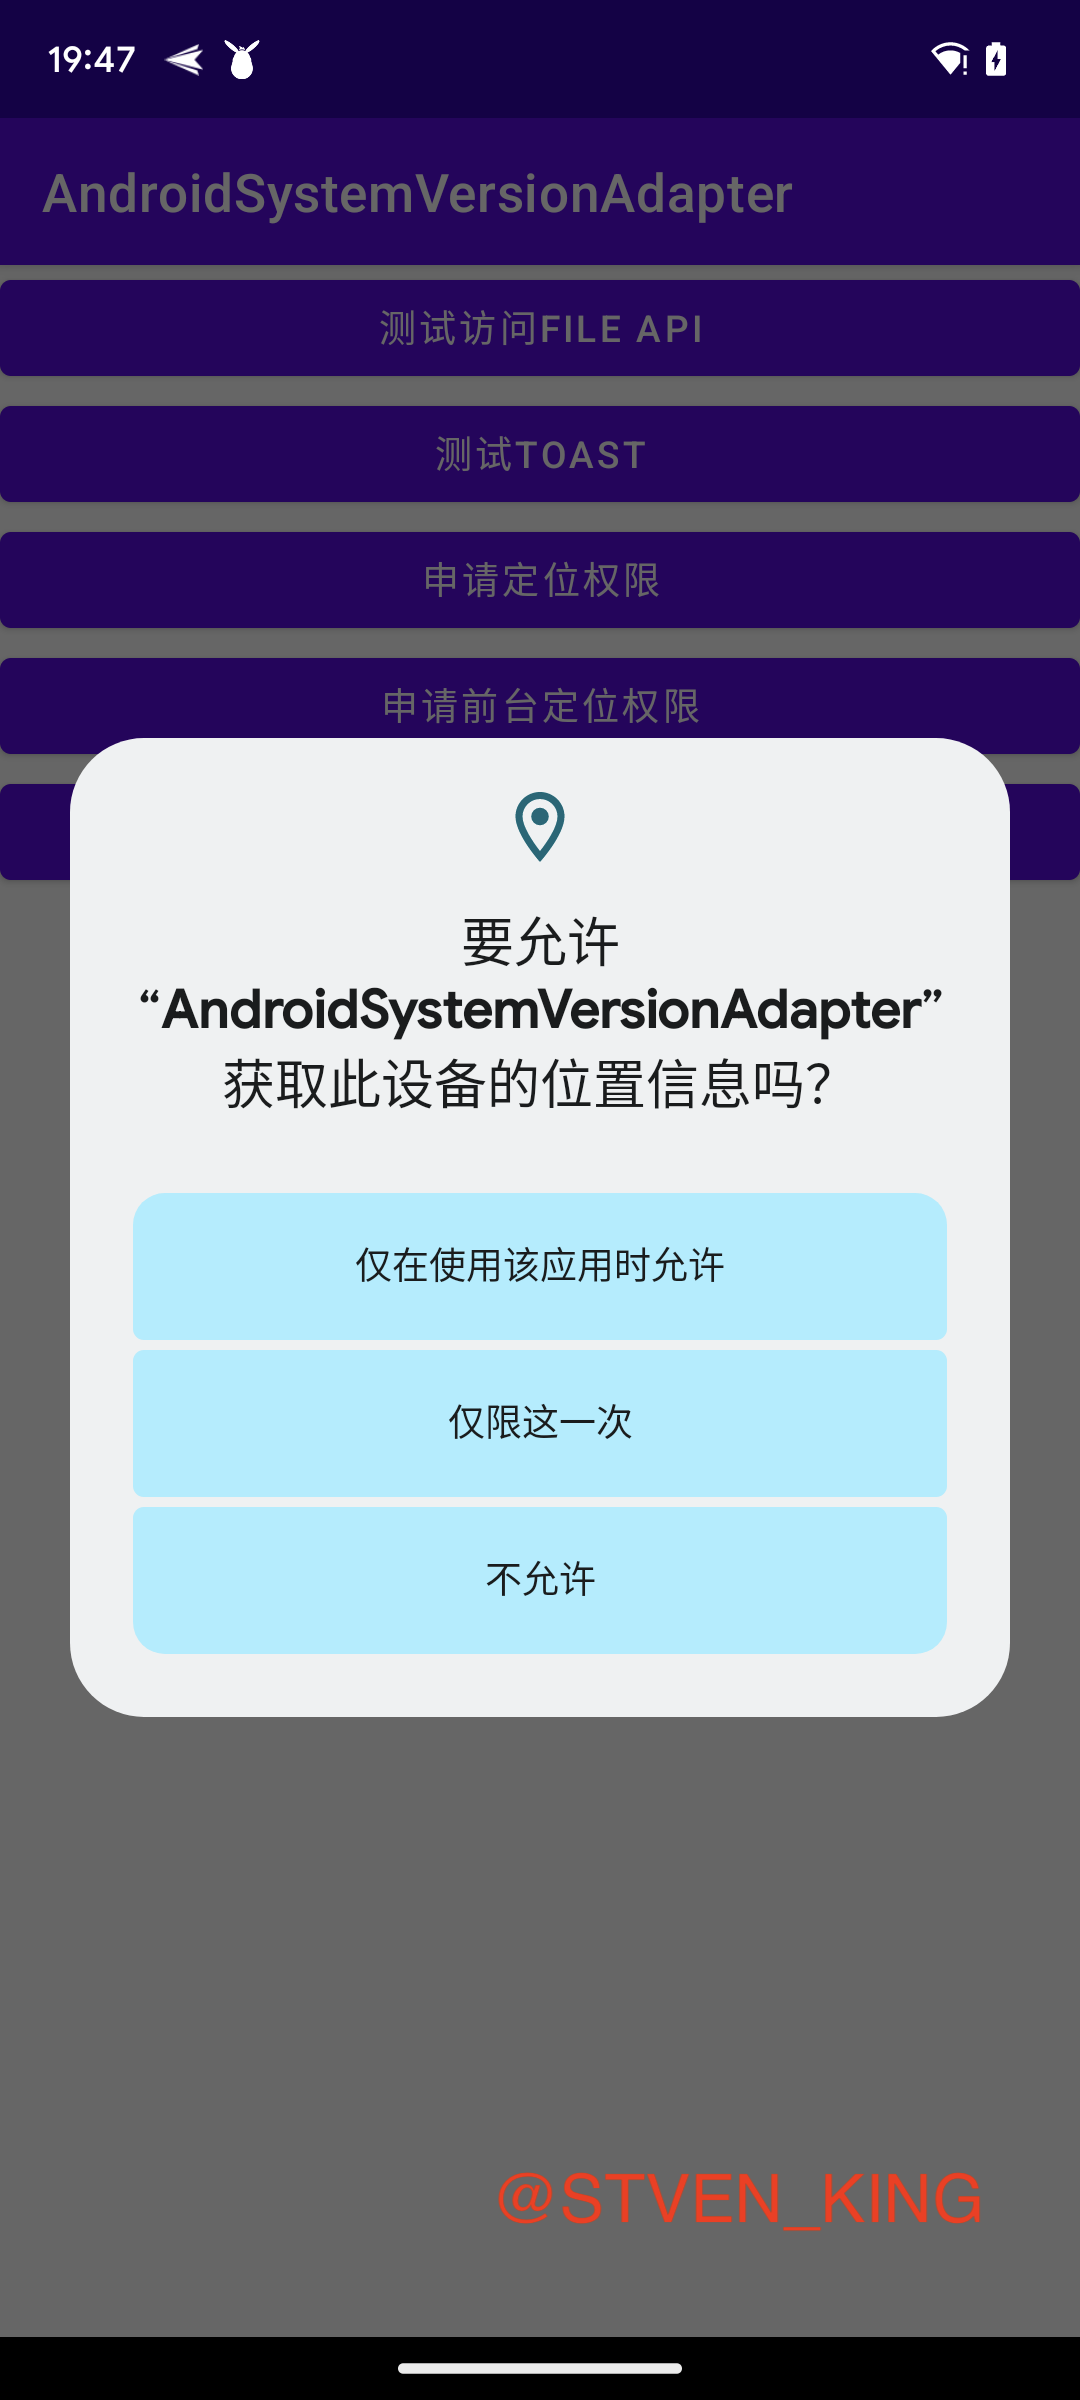 19:47
AndroidSystemVersionAdapter
测试访问FILE API
测试TOAST
申请定位权限
申请前台定位权限
要允许
“AndroidSystemVersionAdapter”
获取此设备的位置信息吗？
仅在使用该应用时允许
仅限这一次
不允许
@STVEN_KING